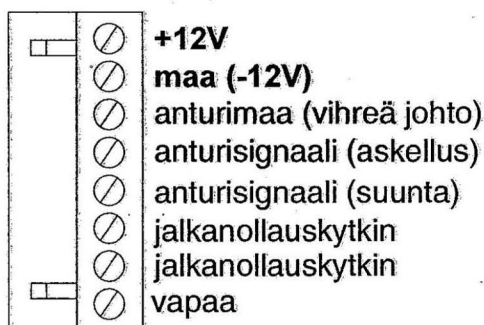 +12V
maa (-12V)
anturimaa (vihreä johto)
anturisignaali (askellus)
anturisignaali (suunta)
jalkanollauskytkin
jalkanollauskytkin
vapaa